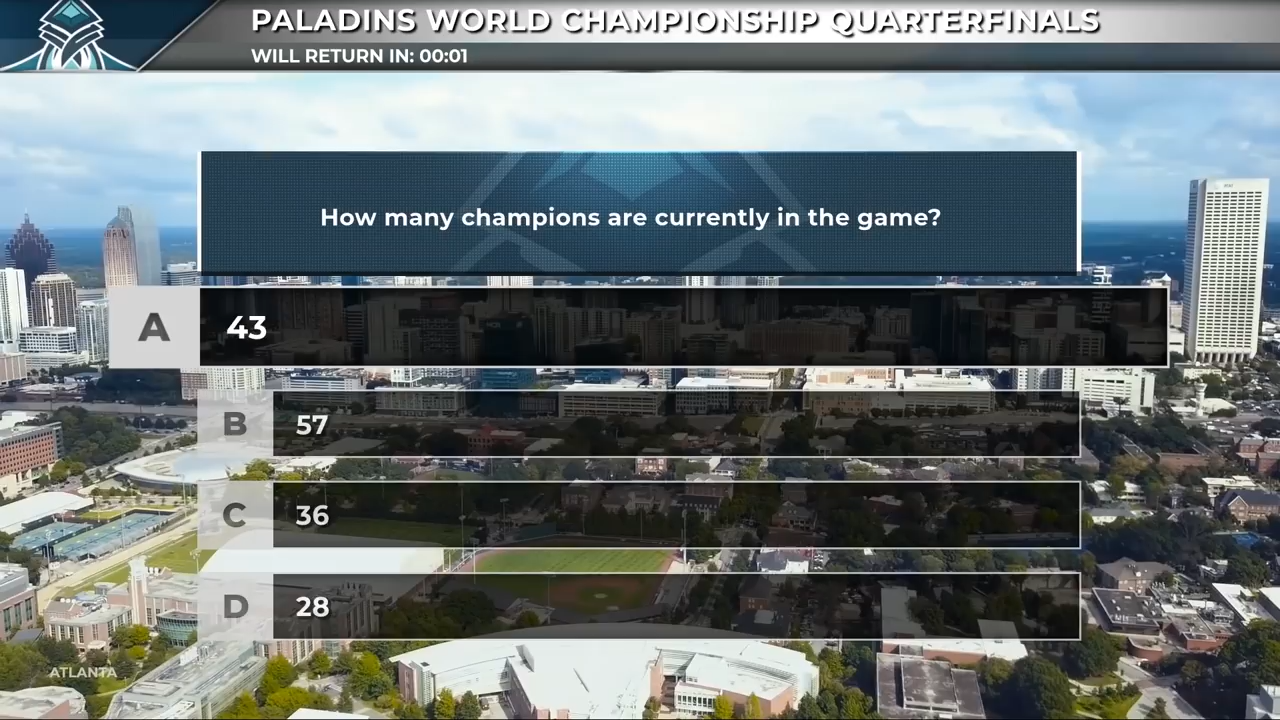 PALADINS WORLD CHAMPIONSHIP QUARTERFINALS
WILL RETURN IN: 00:01
How many champions are currently in the game?
A 43
B 57
C 36
D 28
ATLANTA